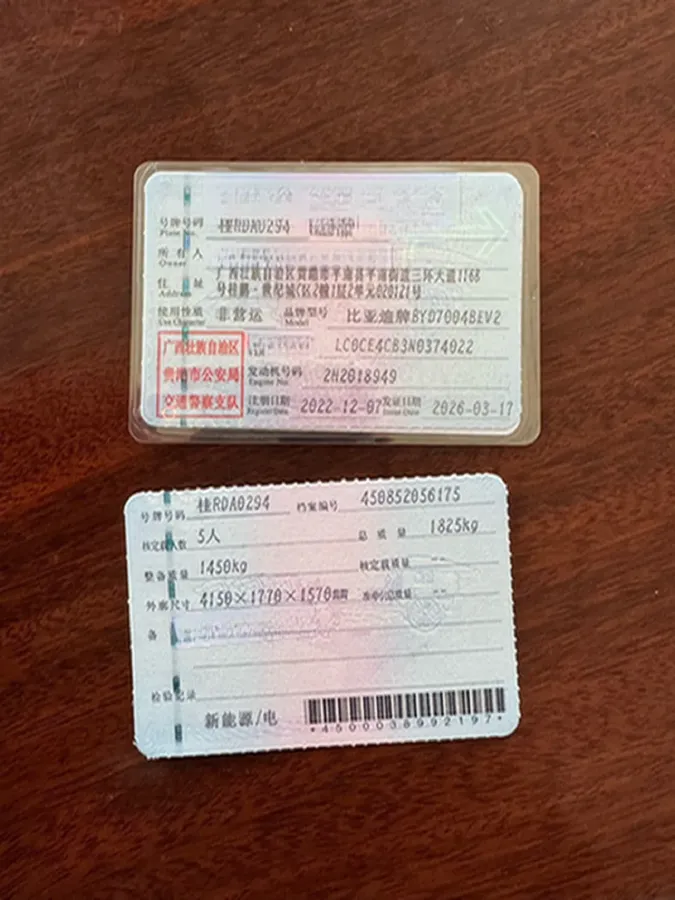 号牌号码 桂RDA0294
Plate No.
所有人
Owner
住址 广西壮族自治区贵港市平南县平南街道三环大道1168
Address 号桂鹏·世纪城C区2幢1层2单元020121号
使用性质 非营运 品牌型号 比亚迪牌BYD7004BEV2
Use Character Model
广西壮族自治区
贵港市公安局
交通警察支队
VIN LC0CE4CB3N0374022
发动机号码 2H2018949
Engine No.
注册日期 2022-12-07 发证日期 2026-03-17
Register Date Issue Date
号牌号码 桂RDA0294 档案编号 450852056175
核定载人数 5人 总质量 1825kg
整备质量 1450kg 核定载质量 --
外廓尺寸 4150×1770×1570mm 准牵引总质量 --
备
检验记录
新能源/电
*4500038992197*